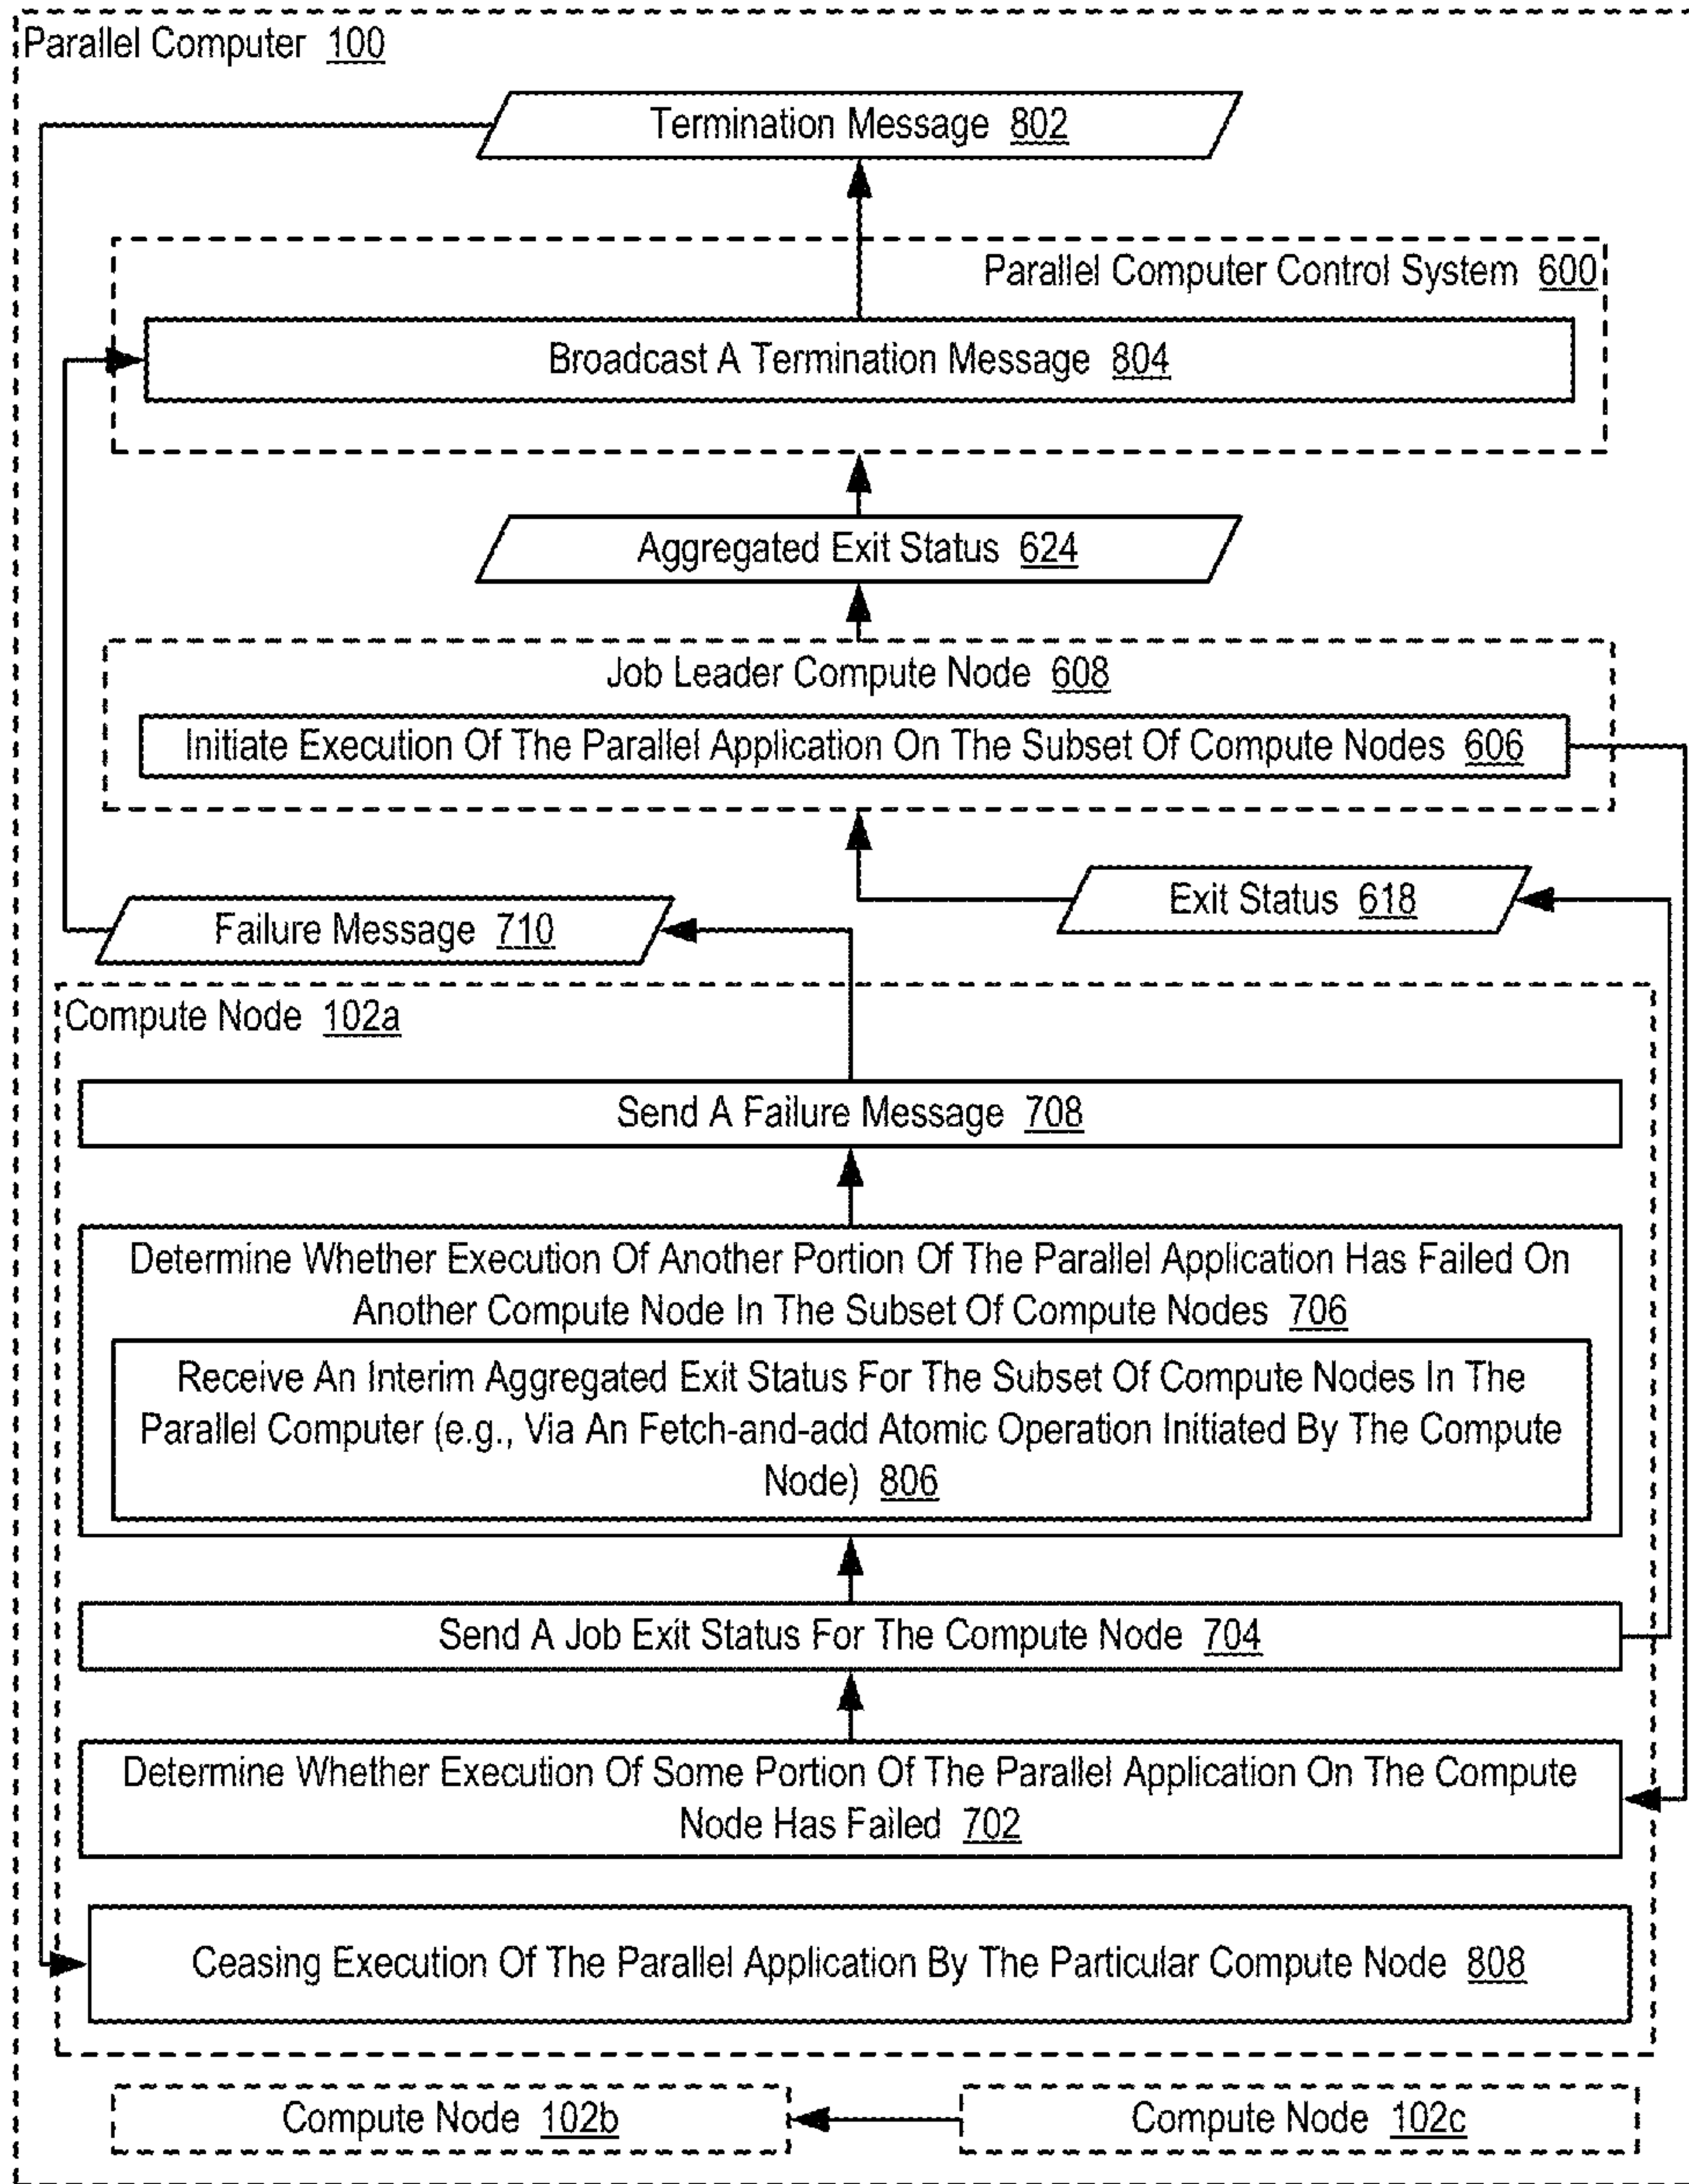 Parallel Computer 100
Termination Message 802
Parallel Computer Control System 600
Broadcast A Termination Message 804
Aggregated Exit Status 624
Job Leader Compute Node 608
Initiate Execution Of The Parallel Application On The Subset Of Compute Nodes 606
Exit Status 618
Failure Message 710
Compute Node 102a
Send A Failure Message 708
Determine Whether Execution Of Another Portion Of The Parallel Application Has Failed On
Another Compute Node In The Subset Of Compute Nodes 706
Receive An Interim Aggregated Exit Status For The Subset Of Compute Nodes In The
Parallel Computer (e.g., Via An Fetch-and-add Atomic Operation Initiated By The Compute
Node) 806
Send A Job Exit Status For The Compute Node 704
Determine Whether Execution Of Some Portion Of The Parallel Application On The Compute
Node Has Failed 702
Ceasing Execution Of The Parallel Application By The Particular Compute Node 808
Compute Node 102b
Compute Node 102c